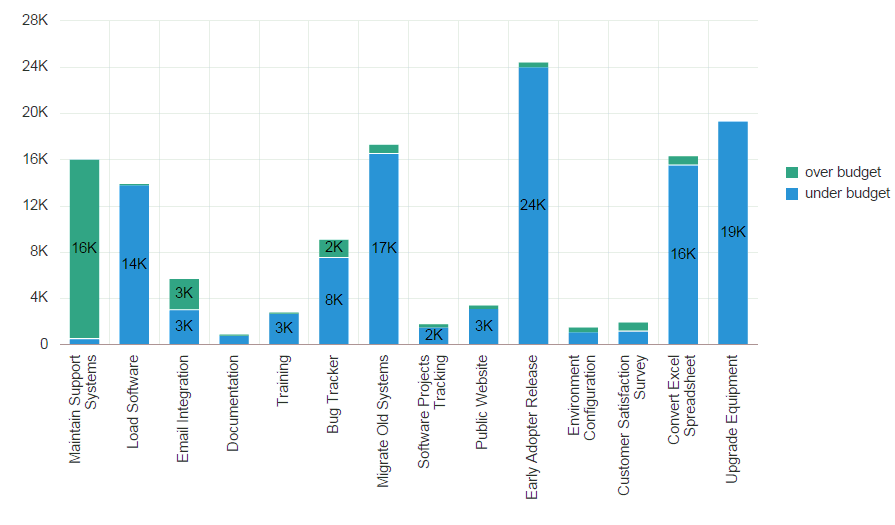 28K
24K
20K
16K
12K
8K
4K
0
16K
14K
3K
3K
3K
2K
8K
17K
2K
3K
24K
16K
19K
over budget
under budget
Maintain Support
Systems
Load Software
Email Integration
Documentation
Training
Bug Tracker
Migrate Old Systems
Software Projects
Tracking
Public Website
Early Adopter Release
Environment
Configuration
Customer Satisfaction
Survey
Convert Excel
Spreadsheet
Upgrade Equipment